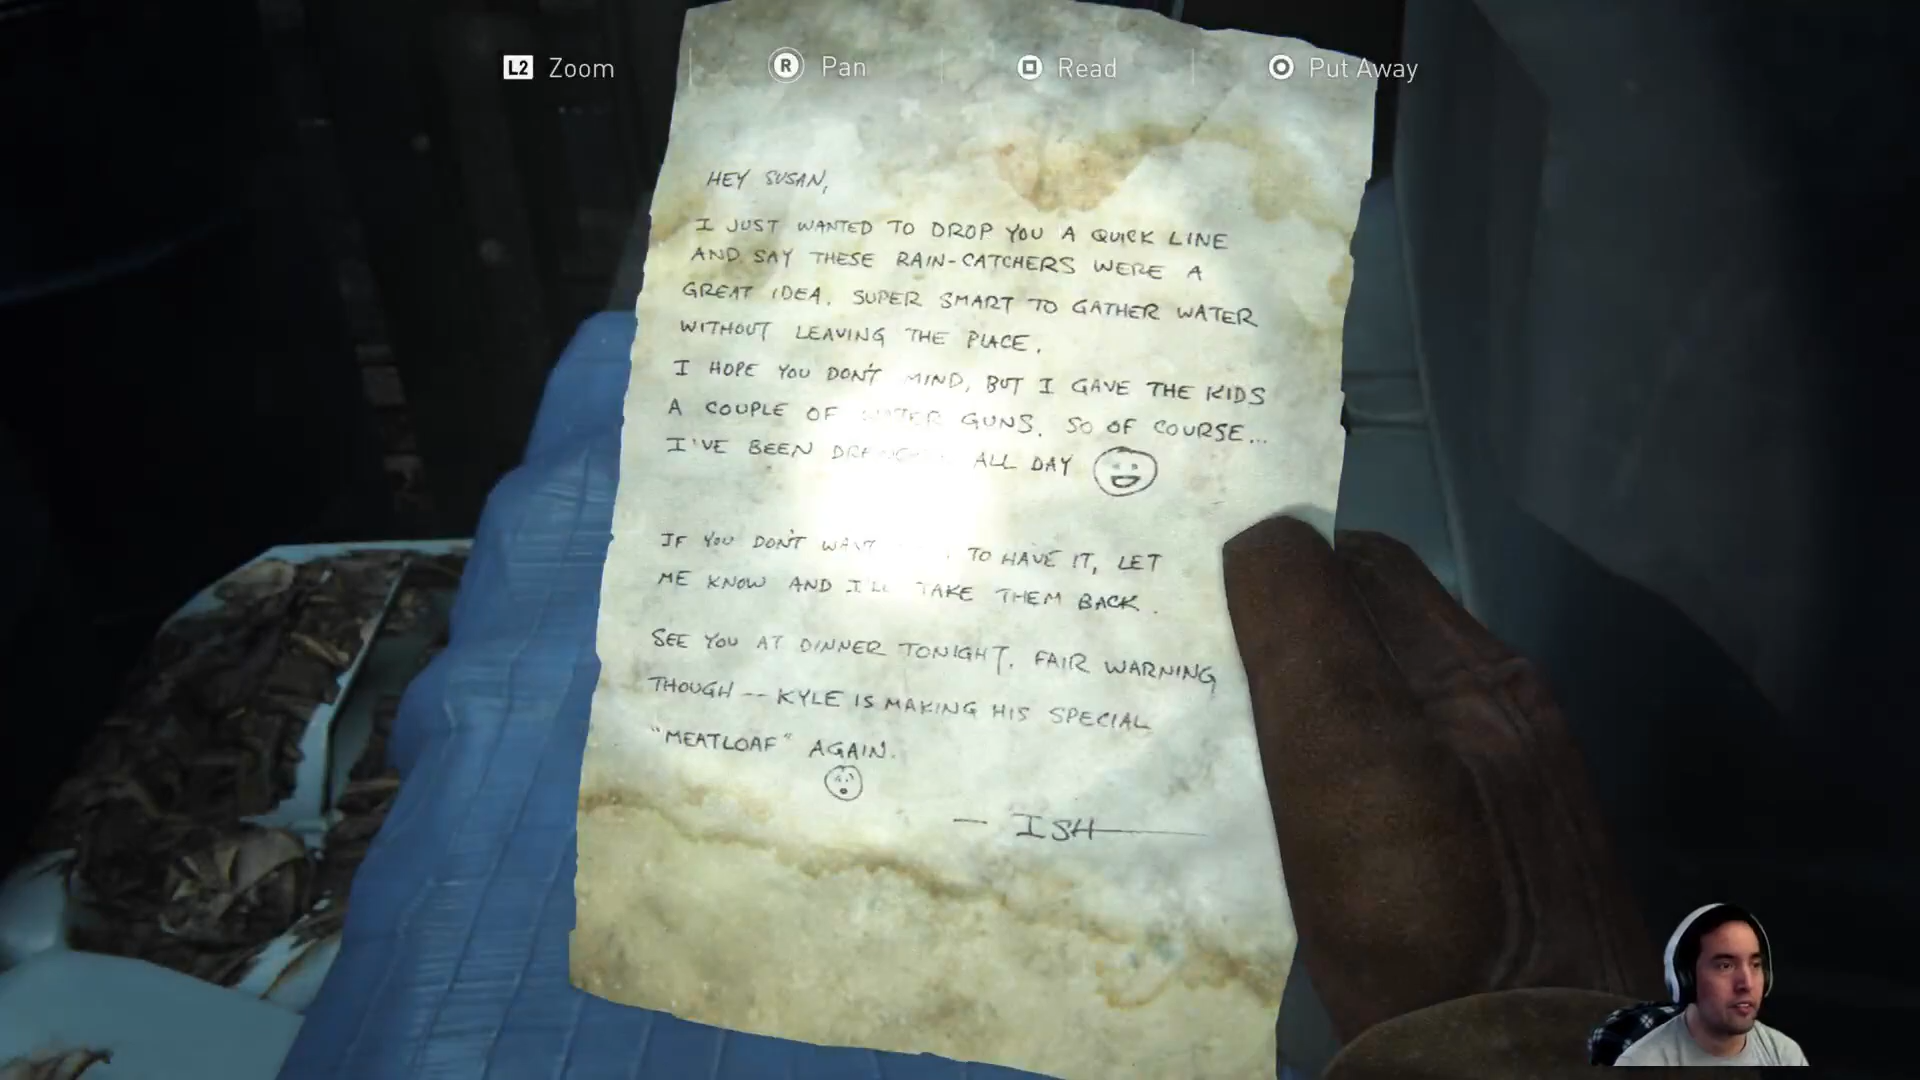 L2 Zoom R Pan Read Put Away
HEY SUSAN,
I JUST WANTED TO DROP YOU A QUICK LINE
AND SAY THESE RAIN-CATCHERS WERE A
GREAT IDEA. SUPER SMART TO GATHER WATER
WITHOUT LEAVING THE PLACE.
I HOPE YOU DON'T MIND, BUT I GAVE THE KIDS
A COUPLE OF WATER GUNS. SO OF COURSE...
I'VE BEEN ALL DAY
IF YOU DON'T WANT TO HAVE IT, LET
ME KNOW AND I'LL TAKE THEM BACK.
SEE YOU AT DINNER TONIGHT. FAIR WARNING
THOUGH -- KYLE IS MAKING HIS SPECIAL
"MEATLOAF" AGAIN.
— ISH